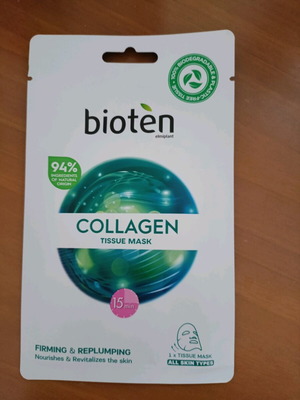 100% BIODEGRADABLE & PLASTIC-FREE TISSUE
bioten
elmiplant
94%
INGREDIENTS
OF NATURAL
ORIGIN
COLLAGEN
TISSUE MASK
15 min
FIRMING & REPLUMPING
Nourishes & Revitalizes the skin
1 x TISSUE MASK
ALL SKIN TYPES